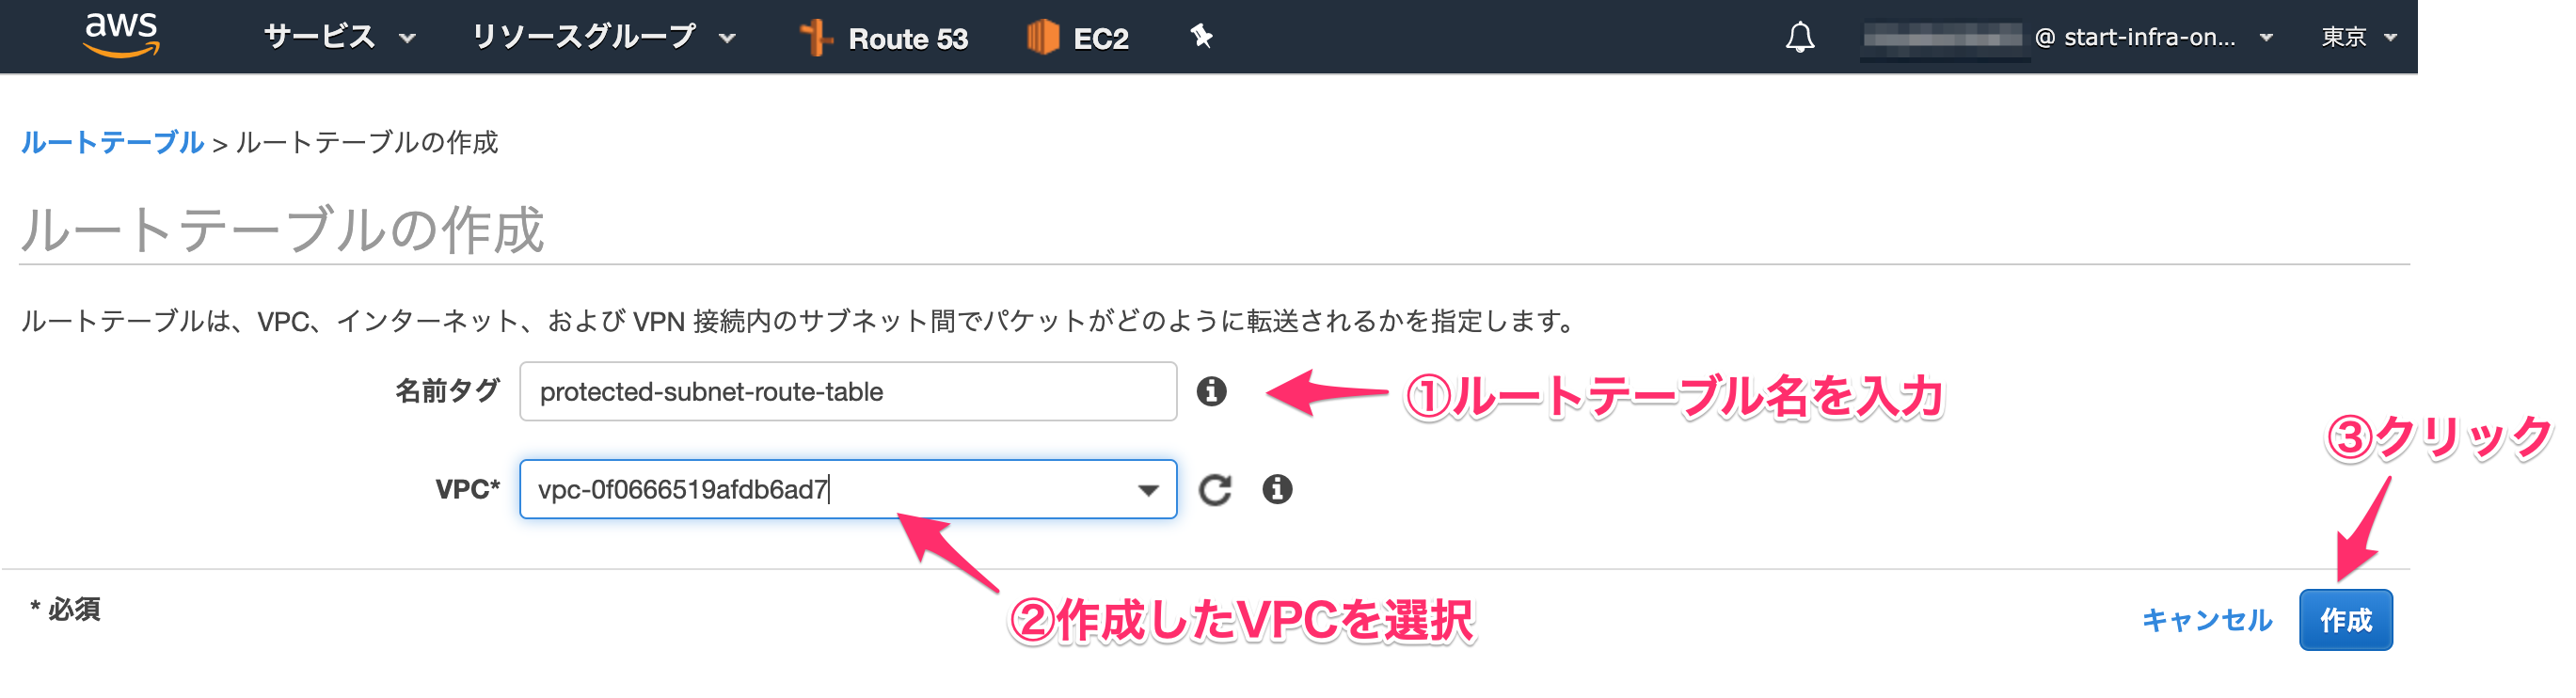 aws サービス リソースグループ Route 53 EC2 @ start-infra-on... 東京
ルートテーブル > ルートテーブルの作成
ルートテーブルの作成
ルートテーブルは、VPC、インターネット、および VPN 接続内のサブネット間でパケットがどのように転送されるかを指定します。
名前タグ protected-subnet-route-table ①ルートテーブル名を入力
VPC* vpc-0f0666519afdb6ad7
③クリック
②作成したVPCを選択
* 必須 キャンセル 作成